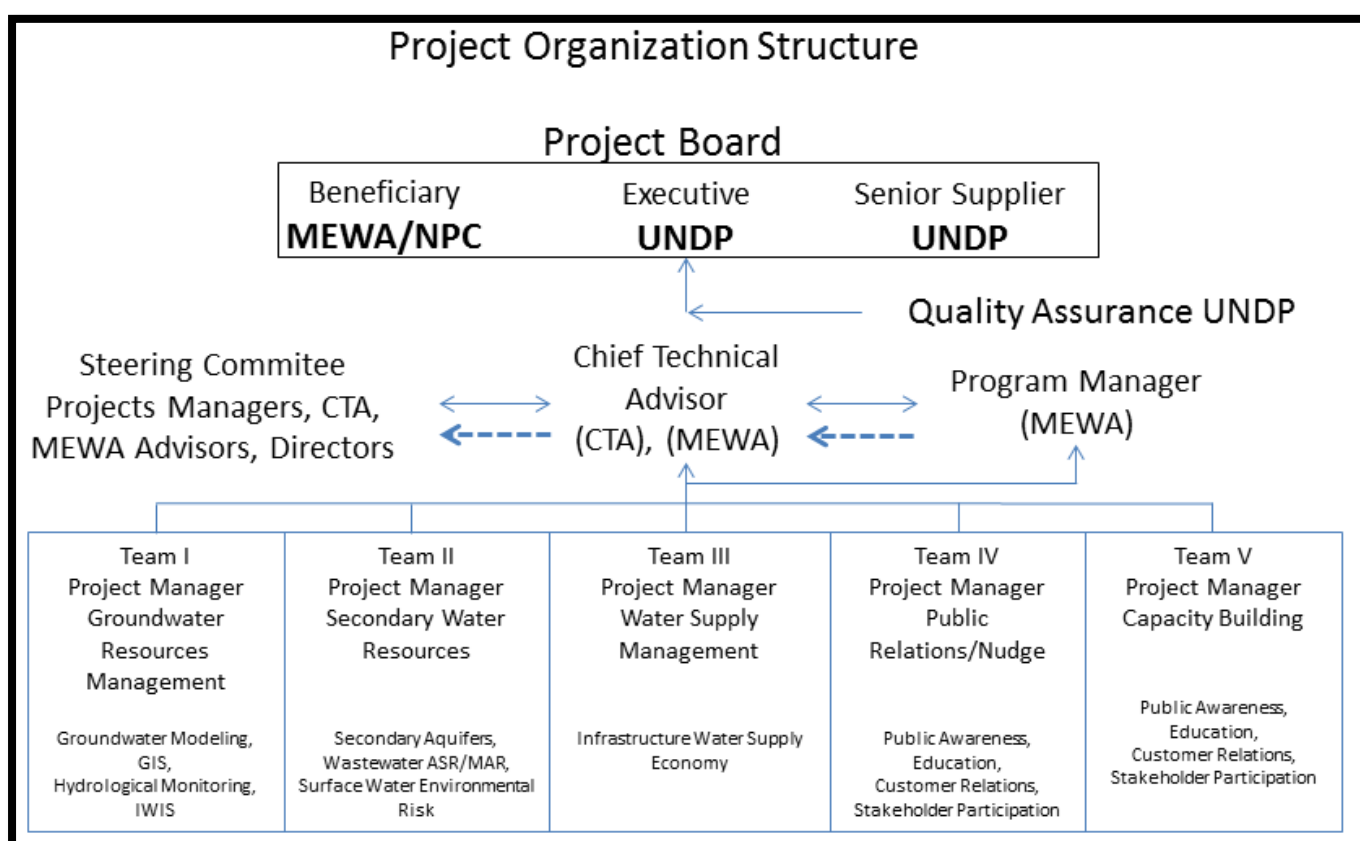 Project Organization Structure
Project Board
Beneficiary
MEWA/NPC
Executive
UNDP
Senior Supplier
UNDP
Quality Assurance UNDP
Steering Commitee
Projects Managers, CTA,
MEWA Advisors, Directors
Chief Technical
Advisor
(CTA), (MEWA)
Program Manager
(MEWA)
Team I
Project Manager
Groundwater
Resources
Management
Groundwater Modeling,
GIS,
Hydrological Monitoring,
IWIS
Team II
Project Manager
Secondary Water
Resources
Secondary Aquifers,
Wastewater ASR/MAR,
Surface Water Environmental
Risk
Team III
Project Manager
Water Supply
Management
Infrastructure Water Supply
Economy
Team IV
Project Manager
Public
Relations/Nudge
Public Awareness,
Education,
Customer Relations,
Stakeholder Participation
Team V
Project Manager
Capacity Building
Public Awareness,
Education,
Customer Relations,
Stakeholder Participation